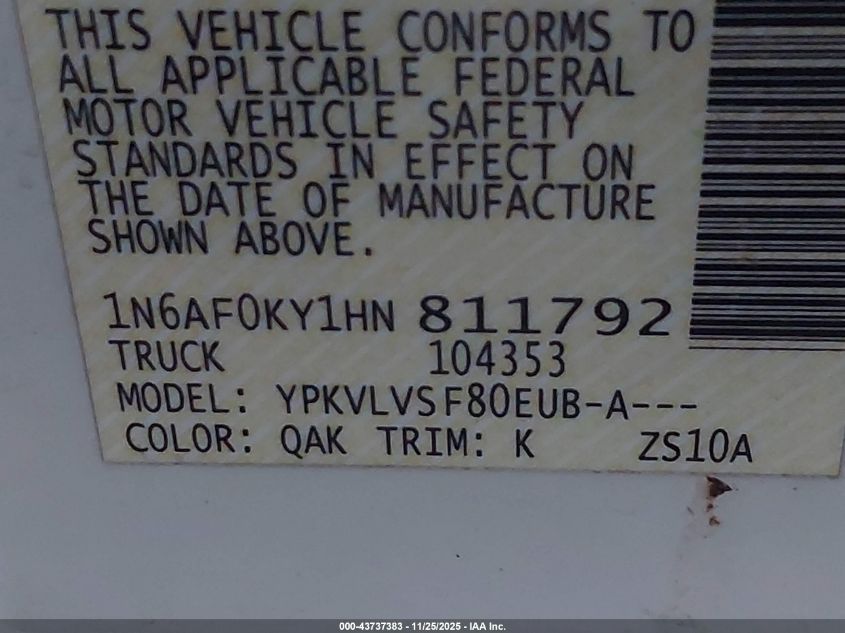 THIS VEHICLE CONFORMS TO
ALL APPLICABLE FEDERAL
MOTOR VEHICLE SAFETY
STANDARDS IN EFFECT ON
THE DATE OF MANUFACTURE
SHOWN ABOVE.
1N6AF0KY1HN 811792
TRUCK 104353
MODEL: YPKVLVSF80EUB-A---
COLOR: QAK TRIM: K ZS10A
000-43737383 - 11/25/2025 - IAA Inc.